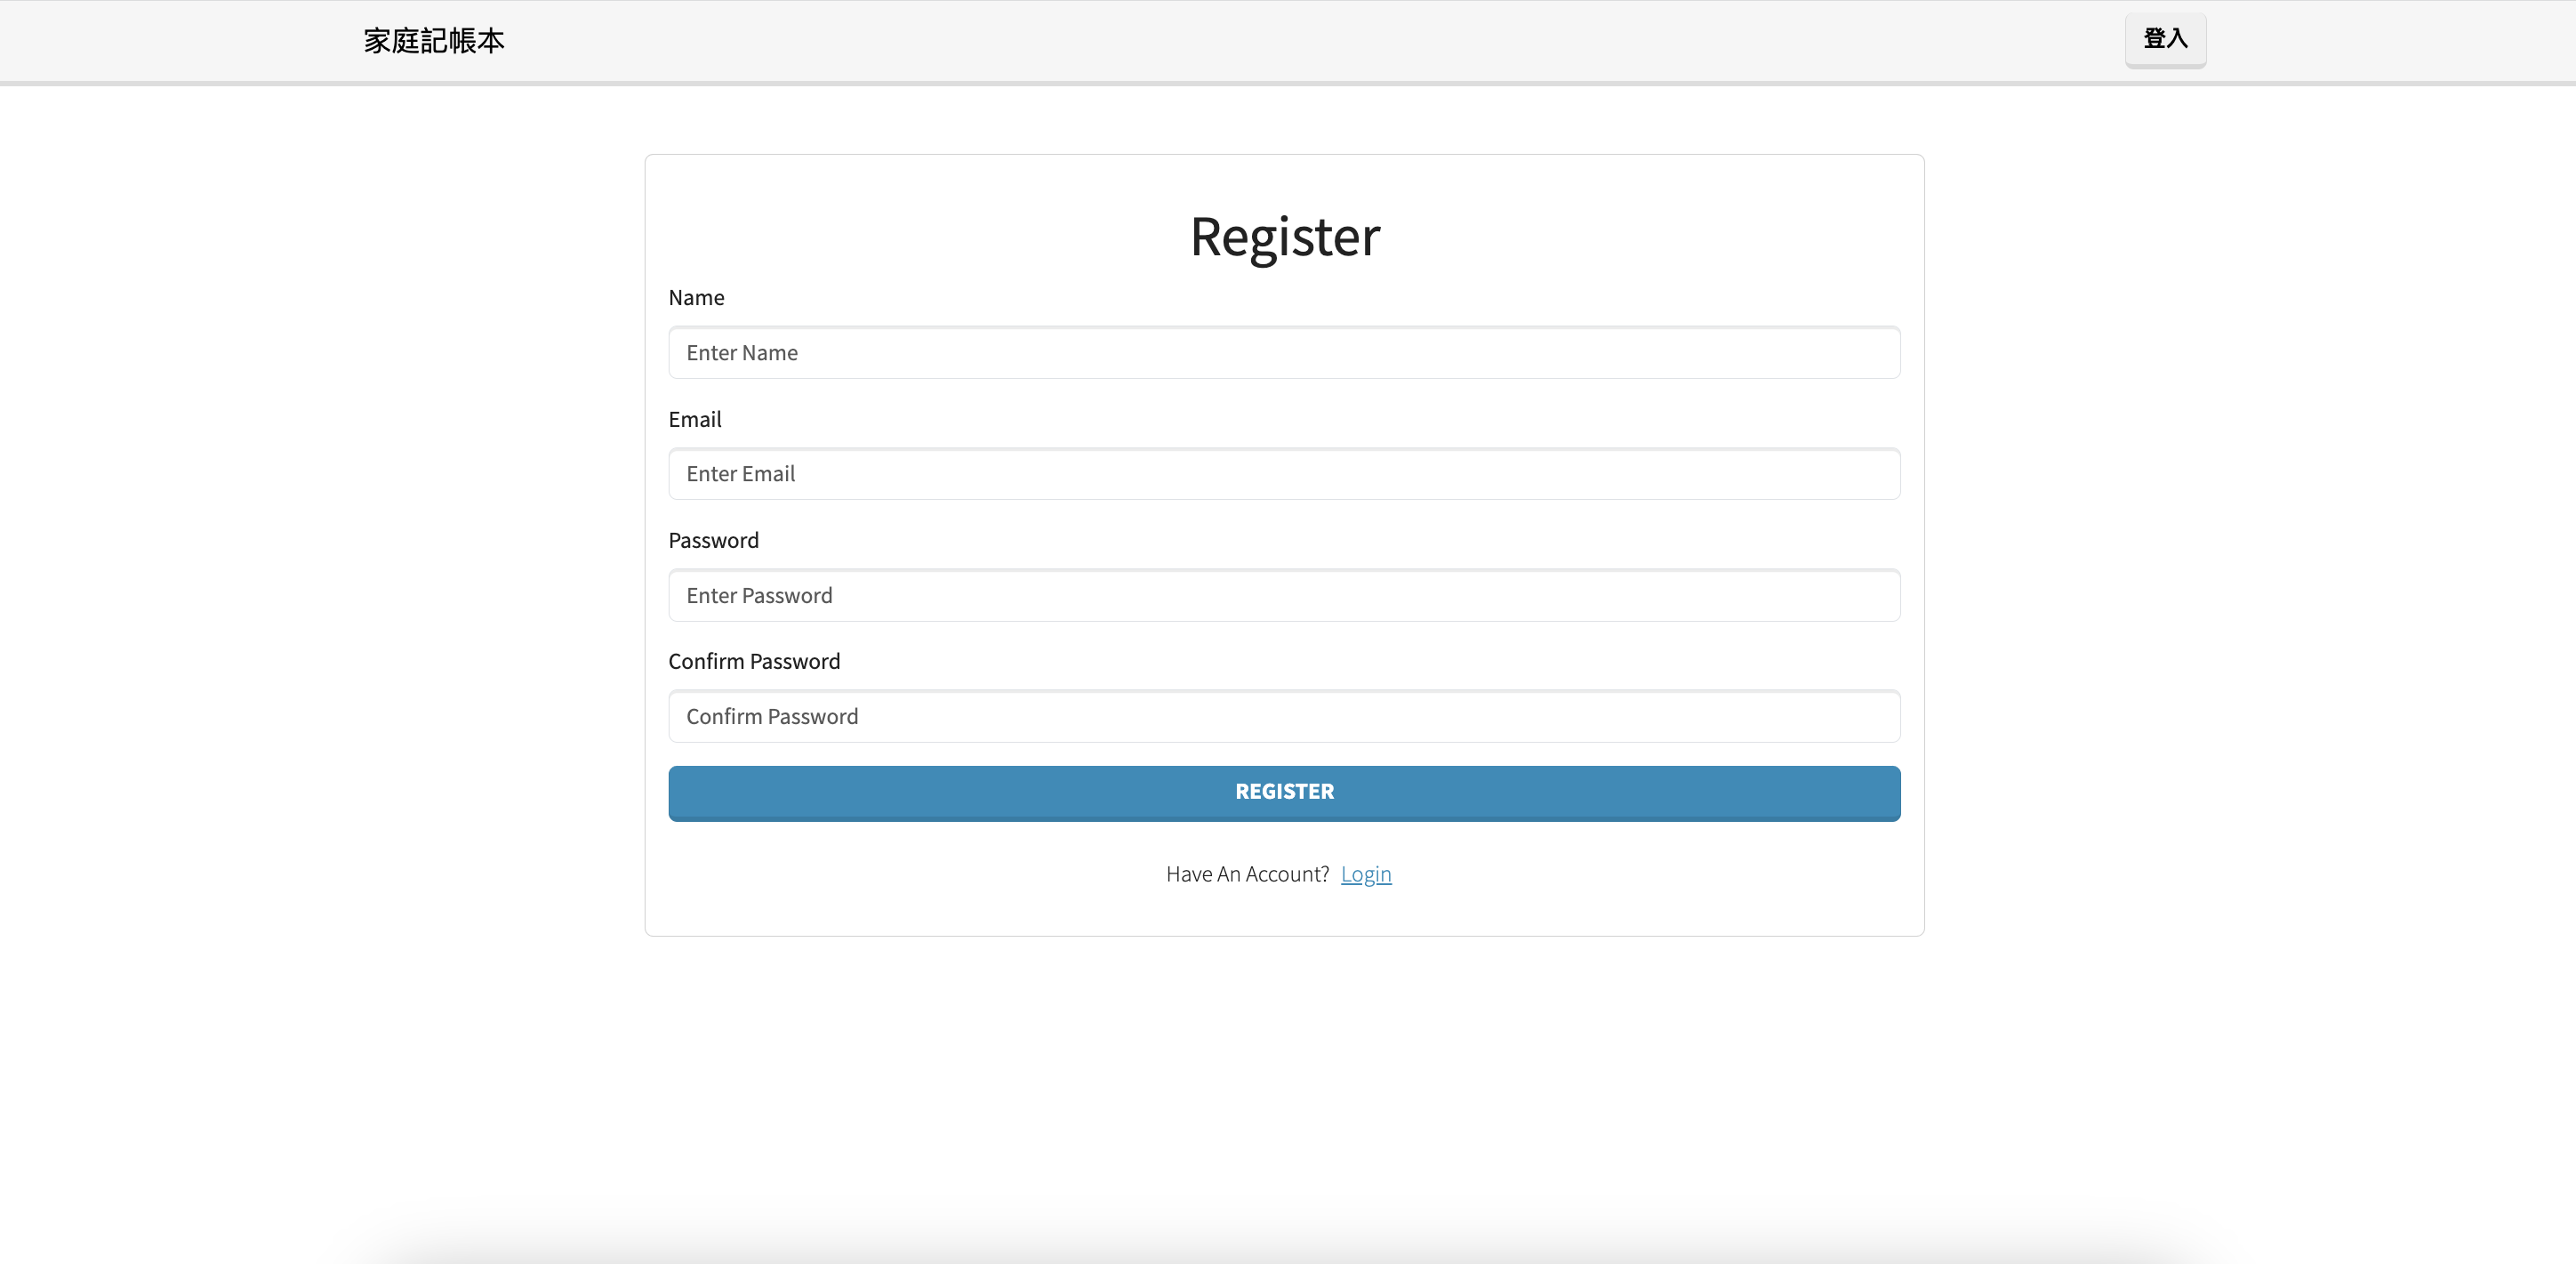 家庭記帳本
登入
Register
Name
Enter Name
Email
Enter Email
Password
Enter Password
Confirm Password
Confirm Password
REGISTER
Have An Account? Login